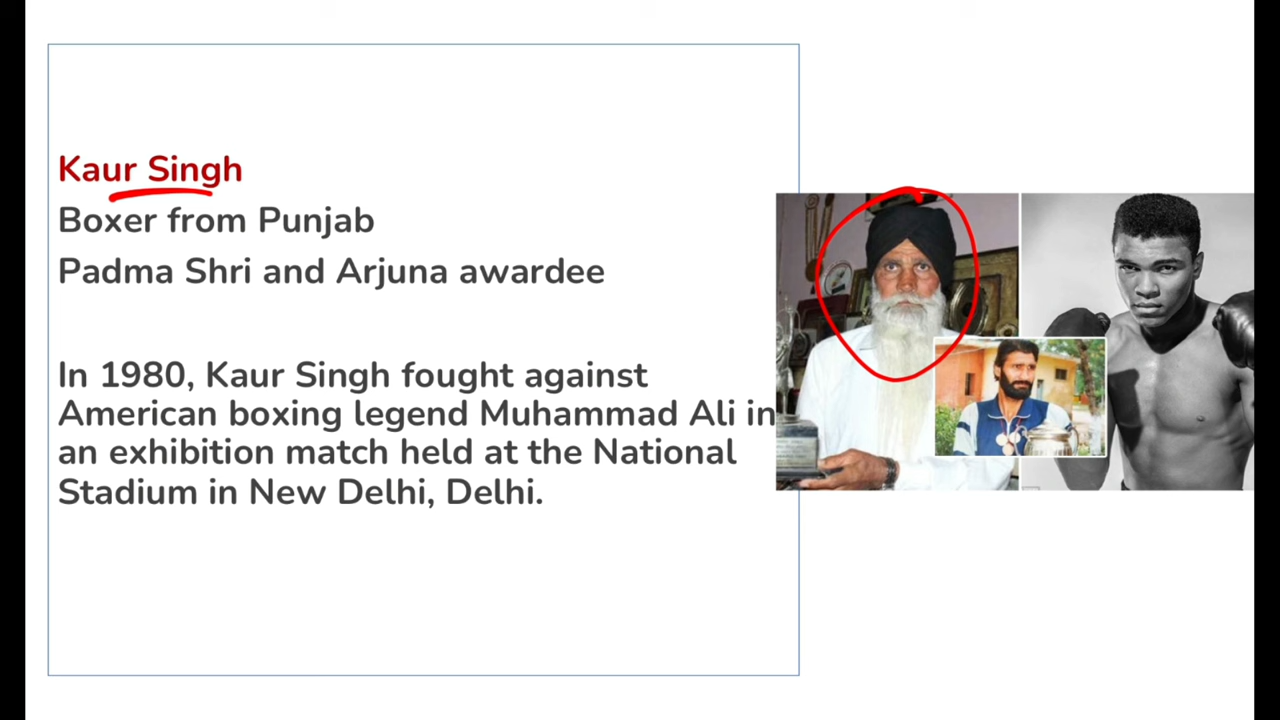 Kaur Singh
Boxer from Punjab
Padma Shri and Arjuna awardee
In 1980, Kaur Singh fought against
American boxing legend Muhammad Ali in
an exhibition match held at the National
Stadium in New Delhi, Delhi.